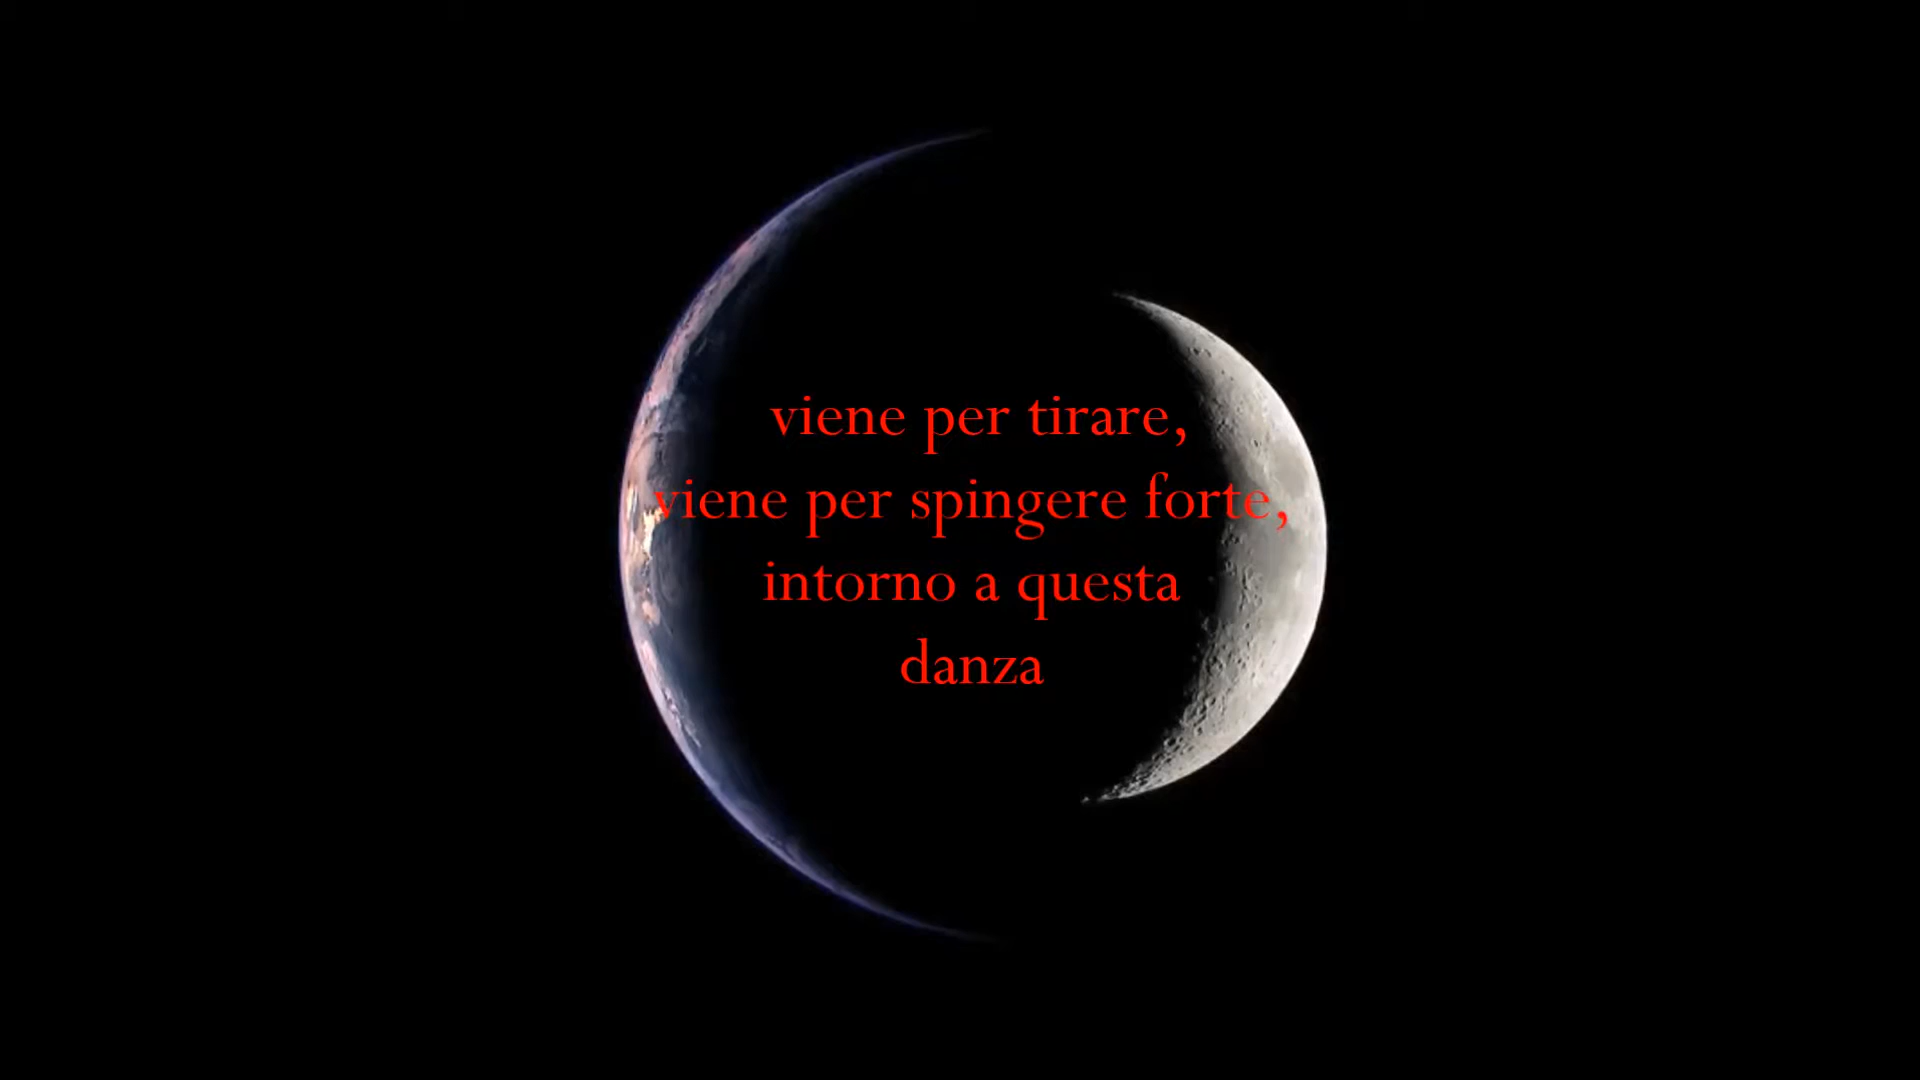 viene per tirare,
viene per spingere forte,
intorno a questa
danza